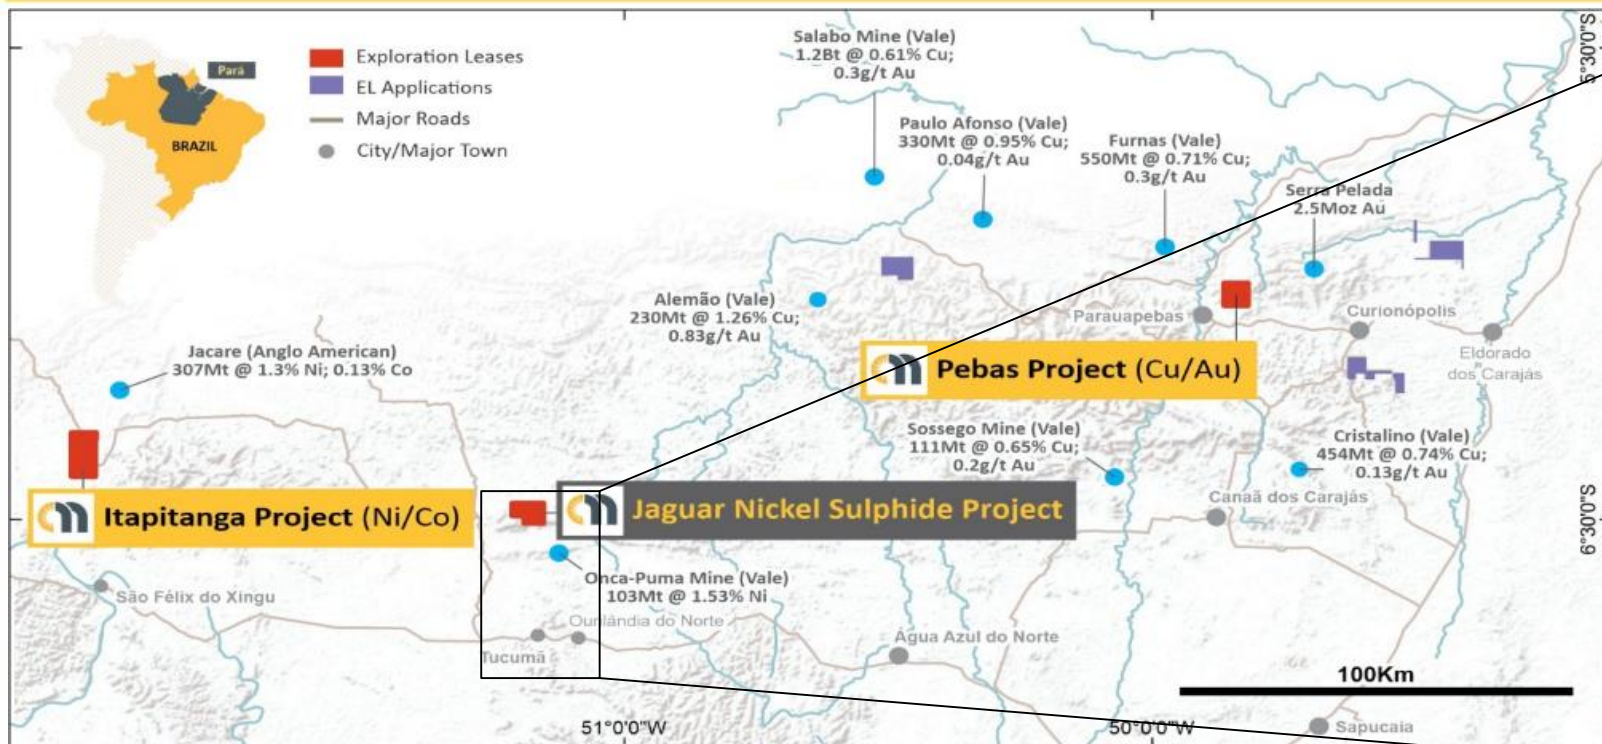 Pará
BRAZIL
Exploration Leases
EL Applications
Major Roads
City/Major Town
Salabo Mine (Vale)
1.2Bt @ 0.61% Cu;
0.3g/t Au
Paulo Afonso (Vale)
330Mt @ 0.95% Cu;
0.04g/t Au
Furnas (Vale)
550Mt @ 0.71% Cu;
0.3g/t Au
Serra Pelada
2.5Moz Au
5°30'0"S
Alemão (Vale)
230Mt @ 1.26% Cu;
0.83g/t Au
Parauapebas
Curionópolis
Eldorado
dos Carajás
Jacare (Anglo American)
307Mt @ 1.3% Ni; 0.13% Co
Pebas Project (Cu/Au)
Sossego Mine (Vale)
111Mt @ 0.65% Cu;
0.2g/t Au
Cristalino (Vale)
454Mt @ 0.74% Cu;
0.13g/t Au
Canaã dos Carajás
Itapitanga Project (Ni/Co)
Jaguar Nickel Sulphide Project
6°30'0"S
Onca-Puma Mine (Vale)
103Mt @ 1.53% Ni
São Félix do Xingu
Ourilândia do Norte
Tucumã
Água Azul do Norte
100Km
51°0'0"W
50°0'0"W
Sapucaia